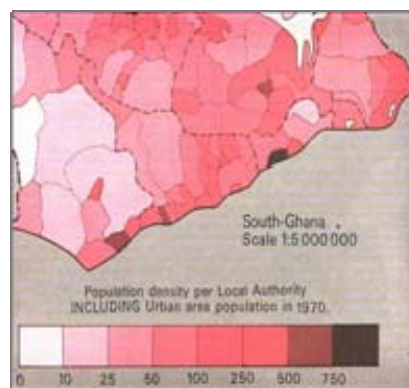 South-Ghana
Scale 1:5 000 000
Population density per Local Authority
INCLUDING Urban area population in 1970.
0 10 25 50 100 250 500 750